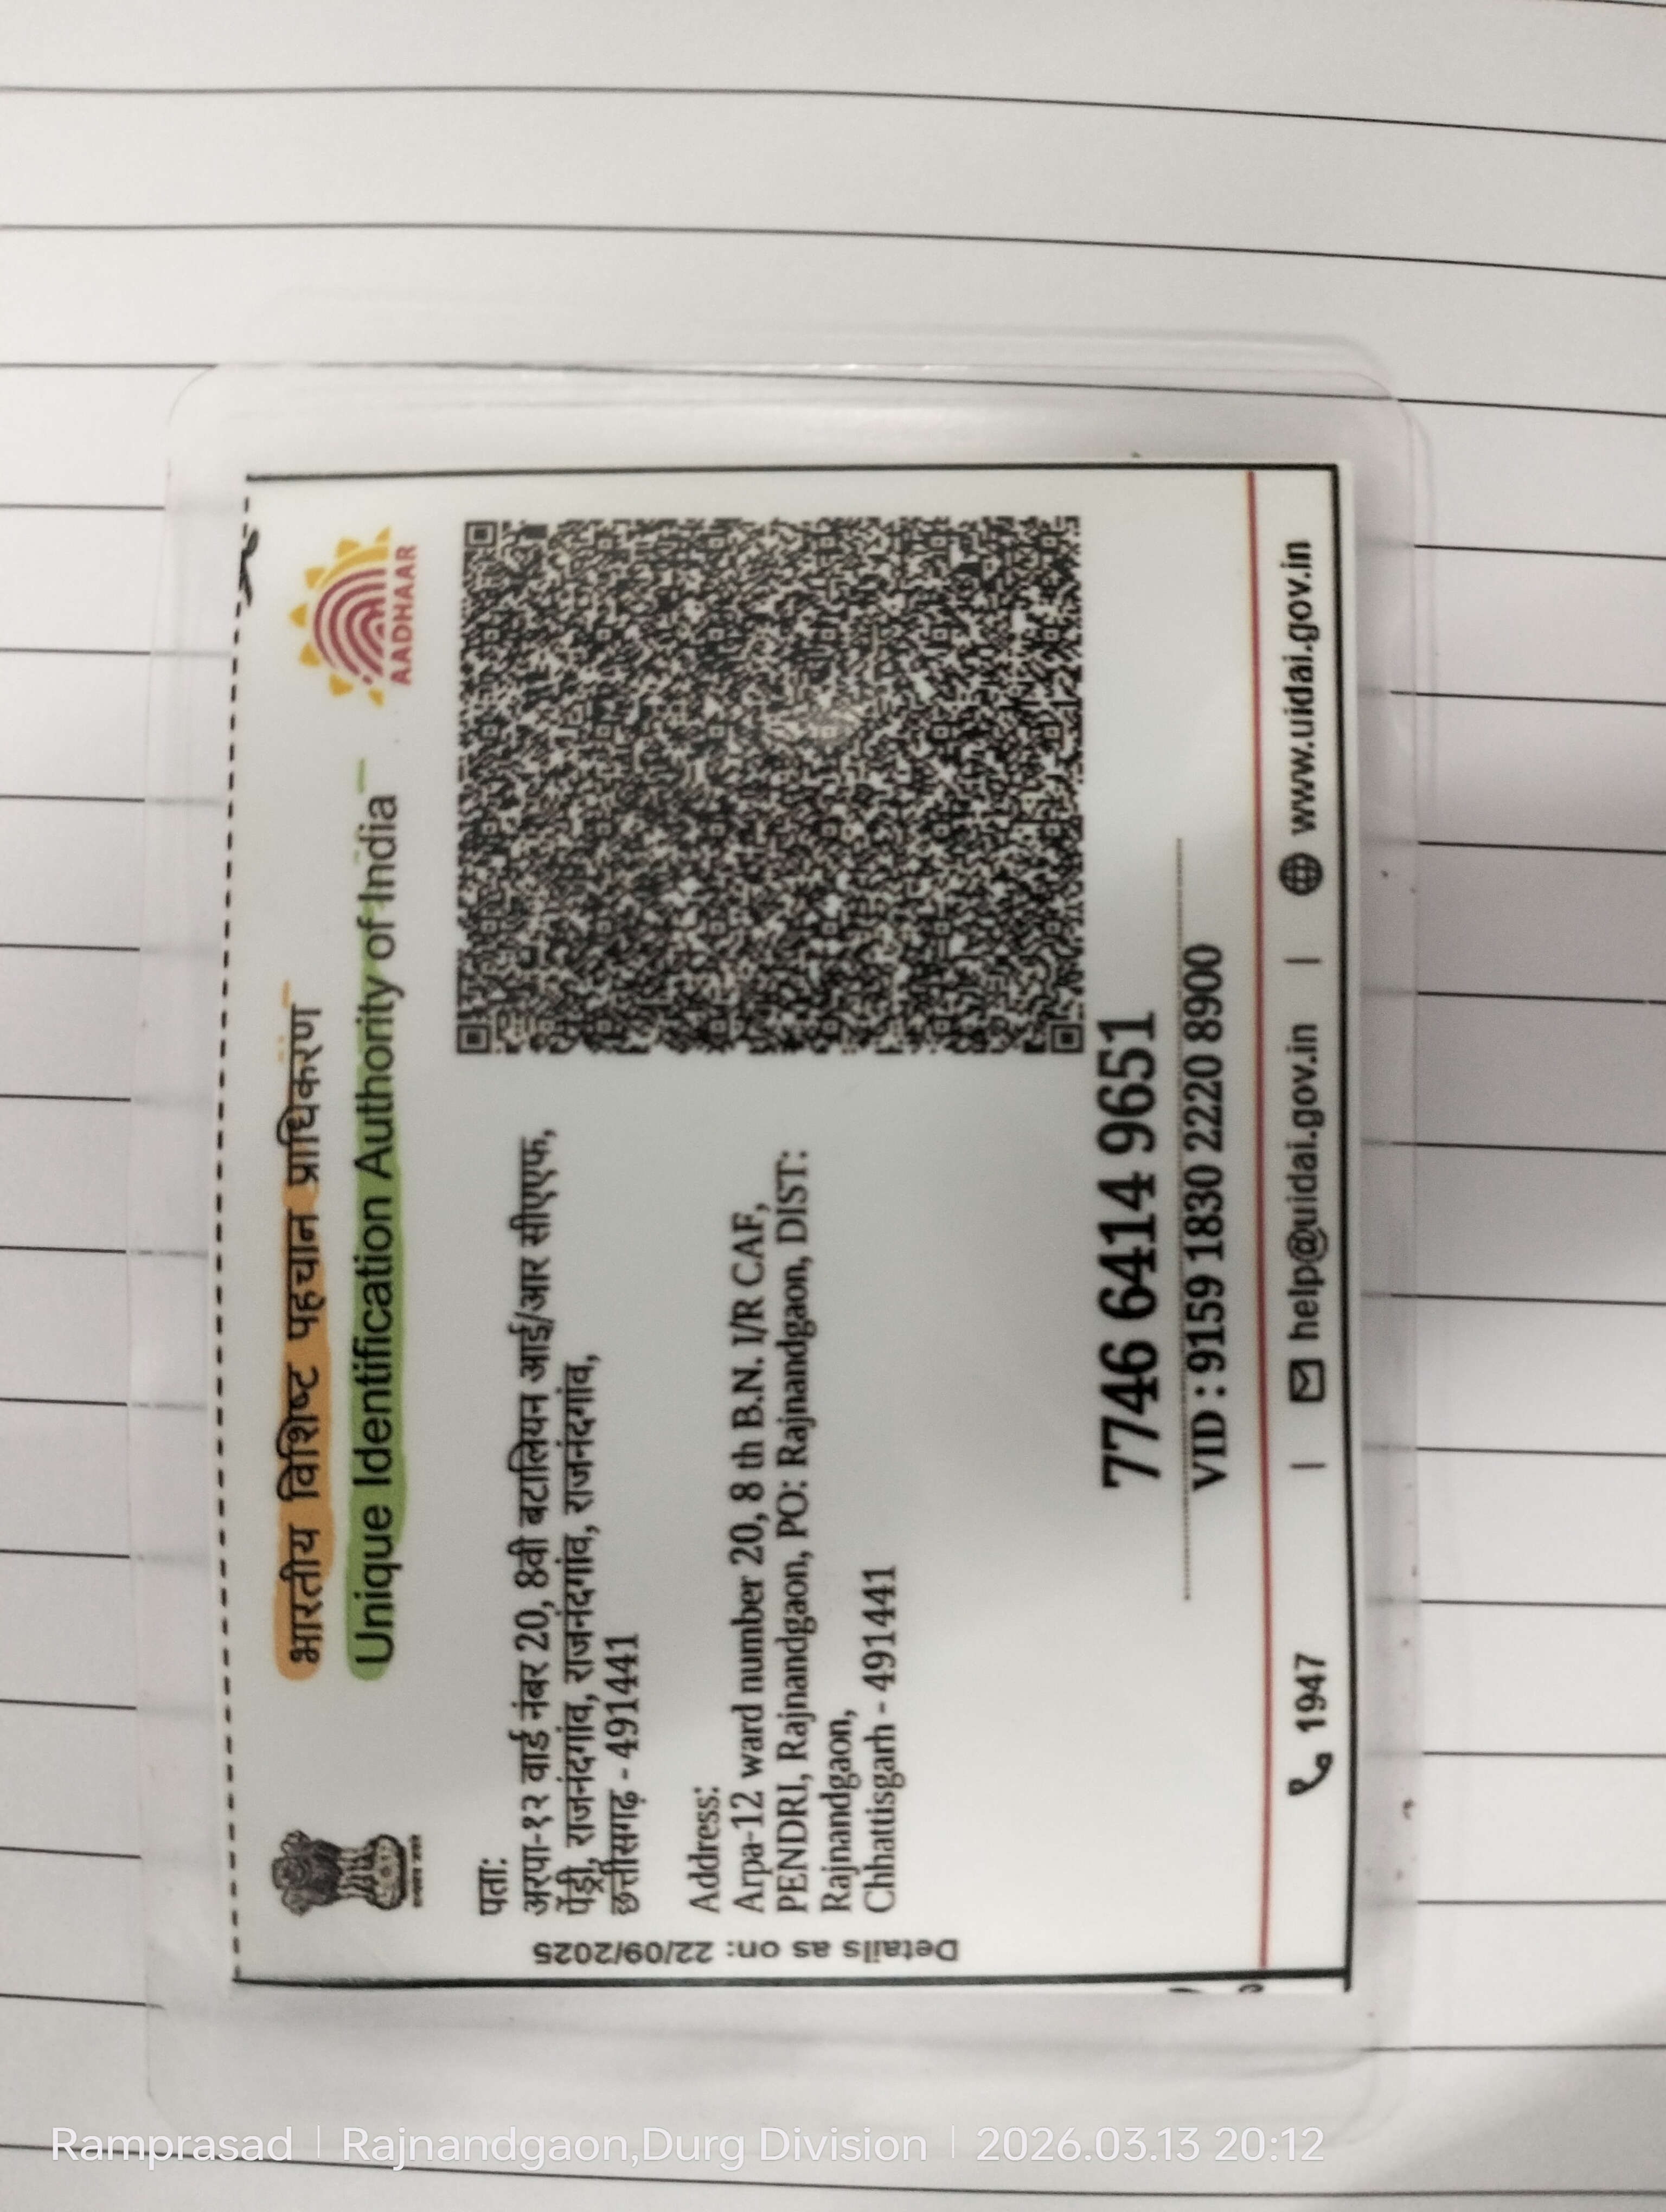 भारतीय विशिष्ट पहचान प्राधिकरण
Unique Identification Authority of India
AADHAAR
पता:
अरपा-१२ वार्ड नंबर 20, 8वी बटालियन आई/आर सीएएफ,
पेंड्री, राजनंदगांव, राजनंदगांव, राजनंदगांव,
छत्तीसगढ़ - 491441
Address:
Arpa-12 ward number 20, 8 th B.N. I/R CAF,
PENDRI, Rajnandgaon, PO: Rajnandgaon, DIST:
Rajnandgaon,
Chhattisgarh - 491441
Details as on: 22/09/2025
7746 6414 9651
VID : 9159 1830 2220 8900
1947 | help@uidai.gov.in | www.uidai.gov.in
Ramprasad | Rajnandgaon,Durg Division | 2026.03.13 20:12